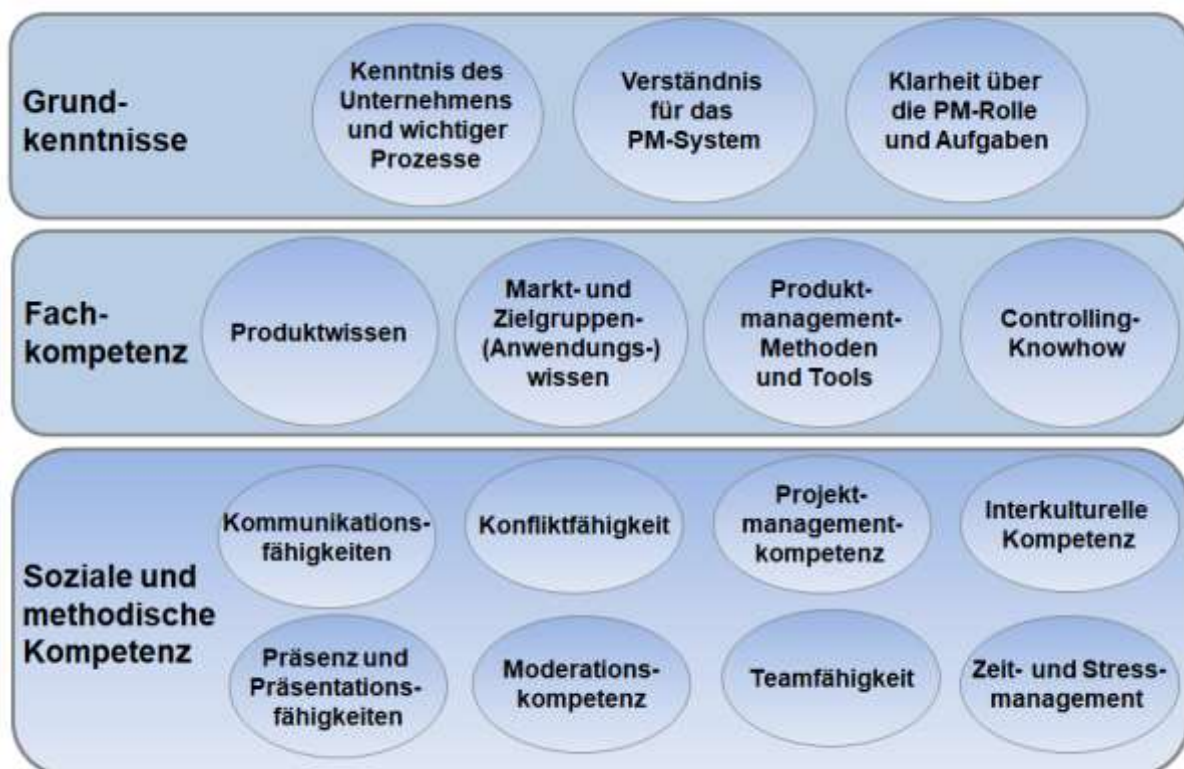 Grund-
kenntnisse
Kenntnis des
Unternehmens
und wichtiger
Prozesse
Verständnis
für das
PM-System
Klarheit über
die PM-Rolle
und Aufgaben
Fach-
kompetenz
Produktwissen
Markt- und
Zielgruppen-
(Anwendungs-)
wissen
Produkt-
management-
Methoden
und Tools
Controlling-
Knowhow
Soziale und
methodische
Kompetenz
Kommunikations-
fähigkeiten
Konfliktfähigkeit
Projekt-
management-
kompetenz
Interkulturelle
Kompetenz
Präsenz und
Präsentations-
fähigkeiten
Moderations-
kompetenz
Teamfähigkeit
Zeit- und Stress-
management